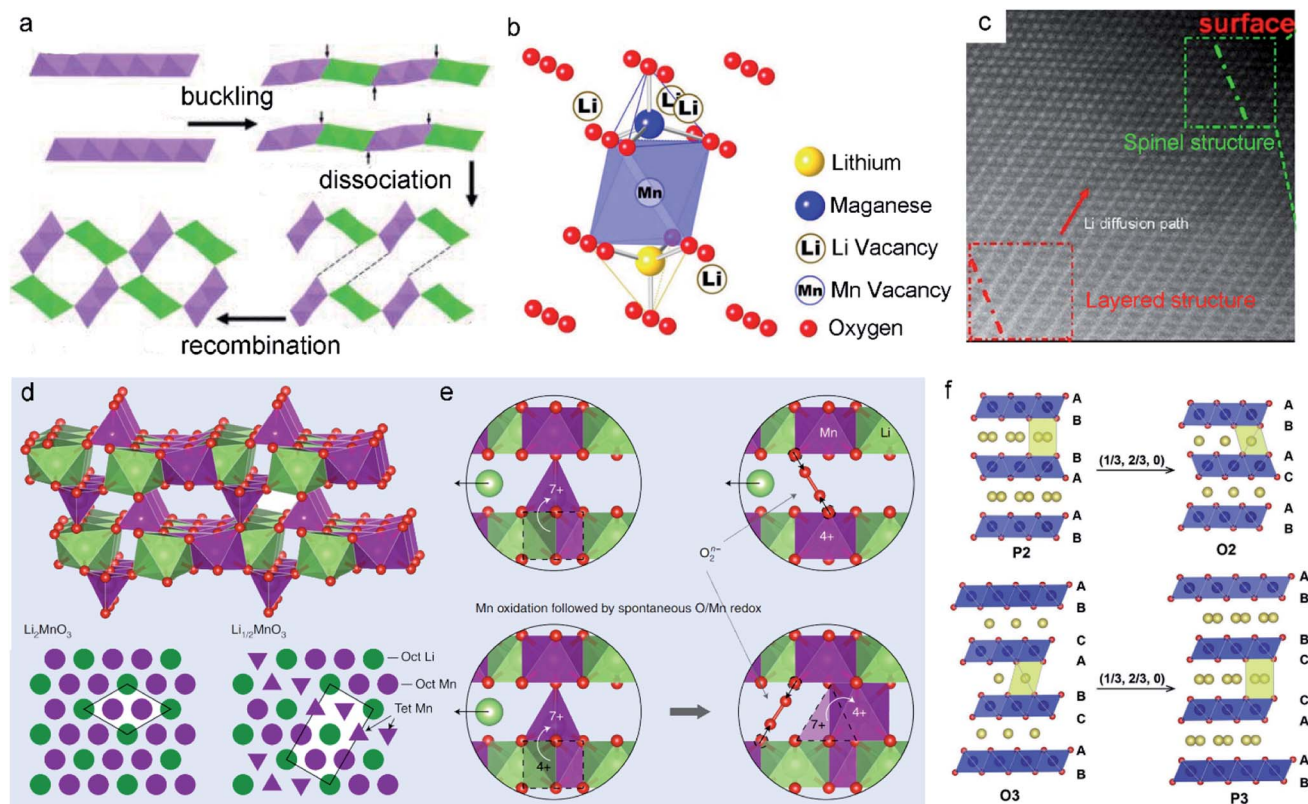 a
buckling
dissociation
recombination
b
Li
Li
Li
Mn
Li
Lithium
Maganese
Li Li Vacancy
Mn Mn Vacancy
Oxygen
c
surface
Spinel structure
Li diffusion path
Layered structure
d
Li2MnO3
Li1/2MnO3
Oct Li
Oct Mn
Tet Mn
e
7+
Mn
Li
4+
O2n−
Mn oxidation followed by spontaneous O/Mn redox
7+
4+
7+
4+
f
A
B
B
A
A
B
P2
(1/3, 2/3, 0)
A
B
A
C
A
B
O2
A
B
C
A
B
C
A
B
O3
(1/3, 2/3, 0)
A
B
B
C
C
A
A
B
P3